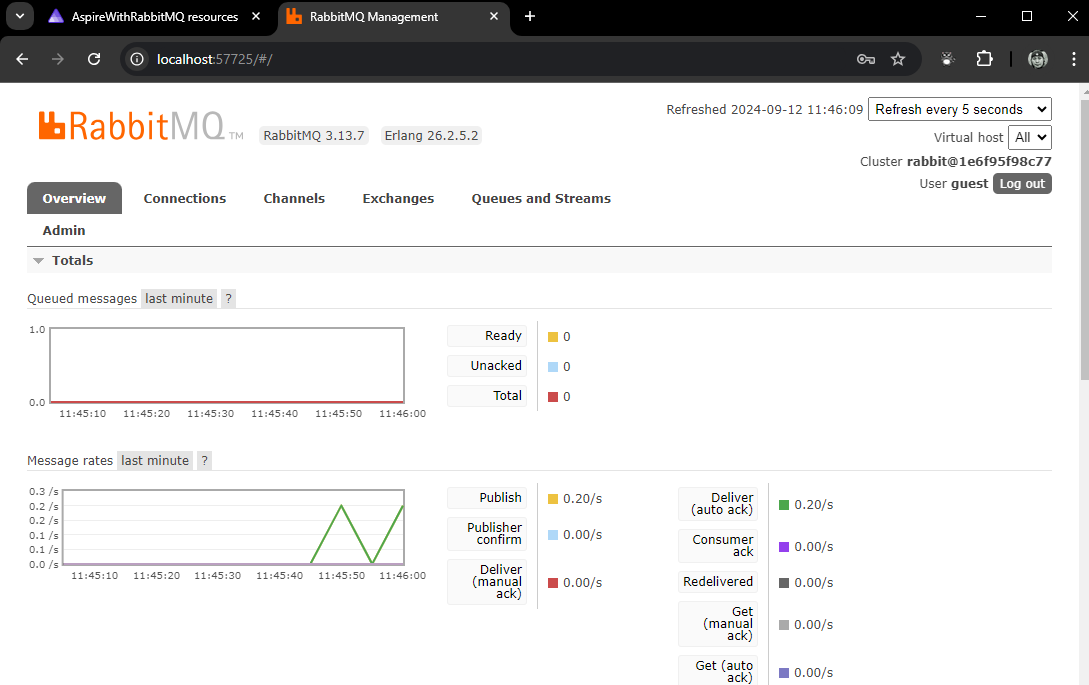 AspireWithRabbitMQ resources
RabbitMQ Management
localhost:57725/#/
RabbitMQ TM
RabbitMQ 3.13.7
Erlang 26.2.5.2
Refreshed 2024-09-12 11:46:09
Refresh every 5 seconds
Virtual host All
Cluster rabbit@1e6f95f98c77
User guest Log out
Overview
Connections
Channels
Exchanges
Queues and Streams
Admin
Totals
Queued messages last minute ?
1.0
0.0
11:45:10 11:45:20 11:45:30 11:45:40 11:45:50 11:46:00
Ready 0
Unacked 0
Total 0
Message rates last minute ?
0.3 /s
0.2 /s
0.2 /s
0.1 /s
0.1 /s
0.0 /s
11:45:10 11:45:20 11:45:30 11:45:40 11:45:50 11:46:00
Publish 0.20/s
Publisher
confirm 0.00/s
Deliver
(manual
ack) 0.00/s
Deliver
(auto ack) 0.20/s
Consumer
ack 0.00/s
Redelivered 0.00/s
Get
(manual
ack) 0.00/s
Get (auto
ack) 0.00/s